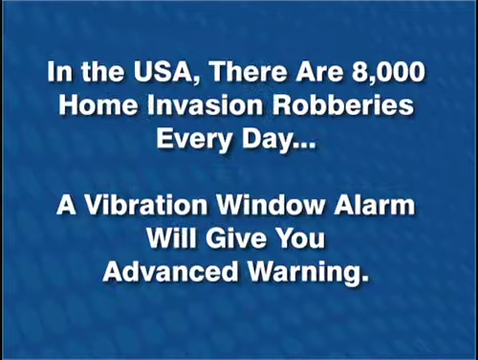 In the USA, There Are 8,000
Home Invasion Robberies
Every Day...
A Vibration Window Alarm
Will Give You
Advanced Warning.